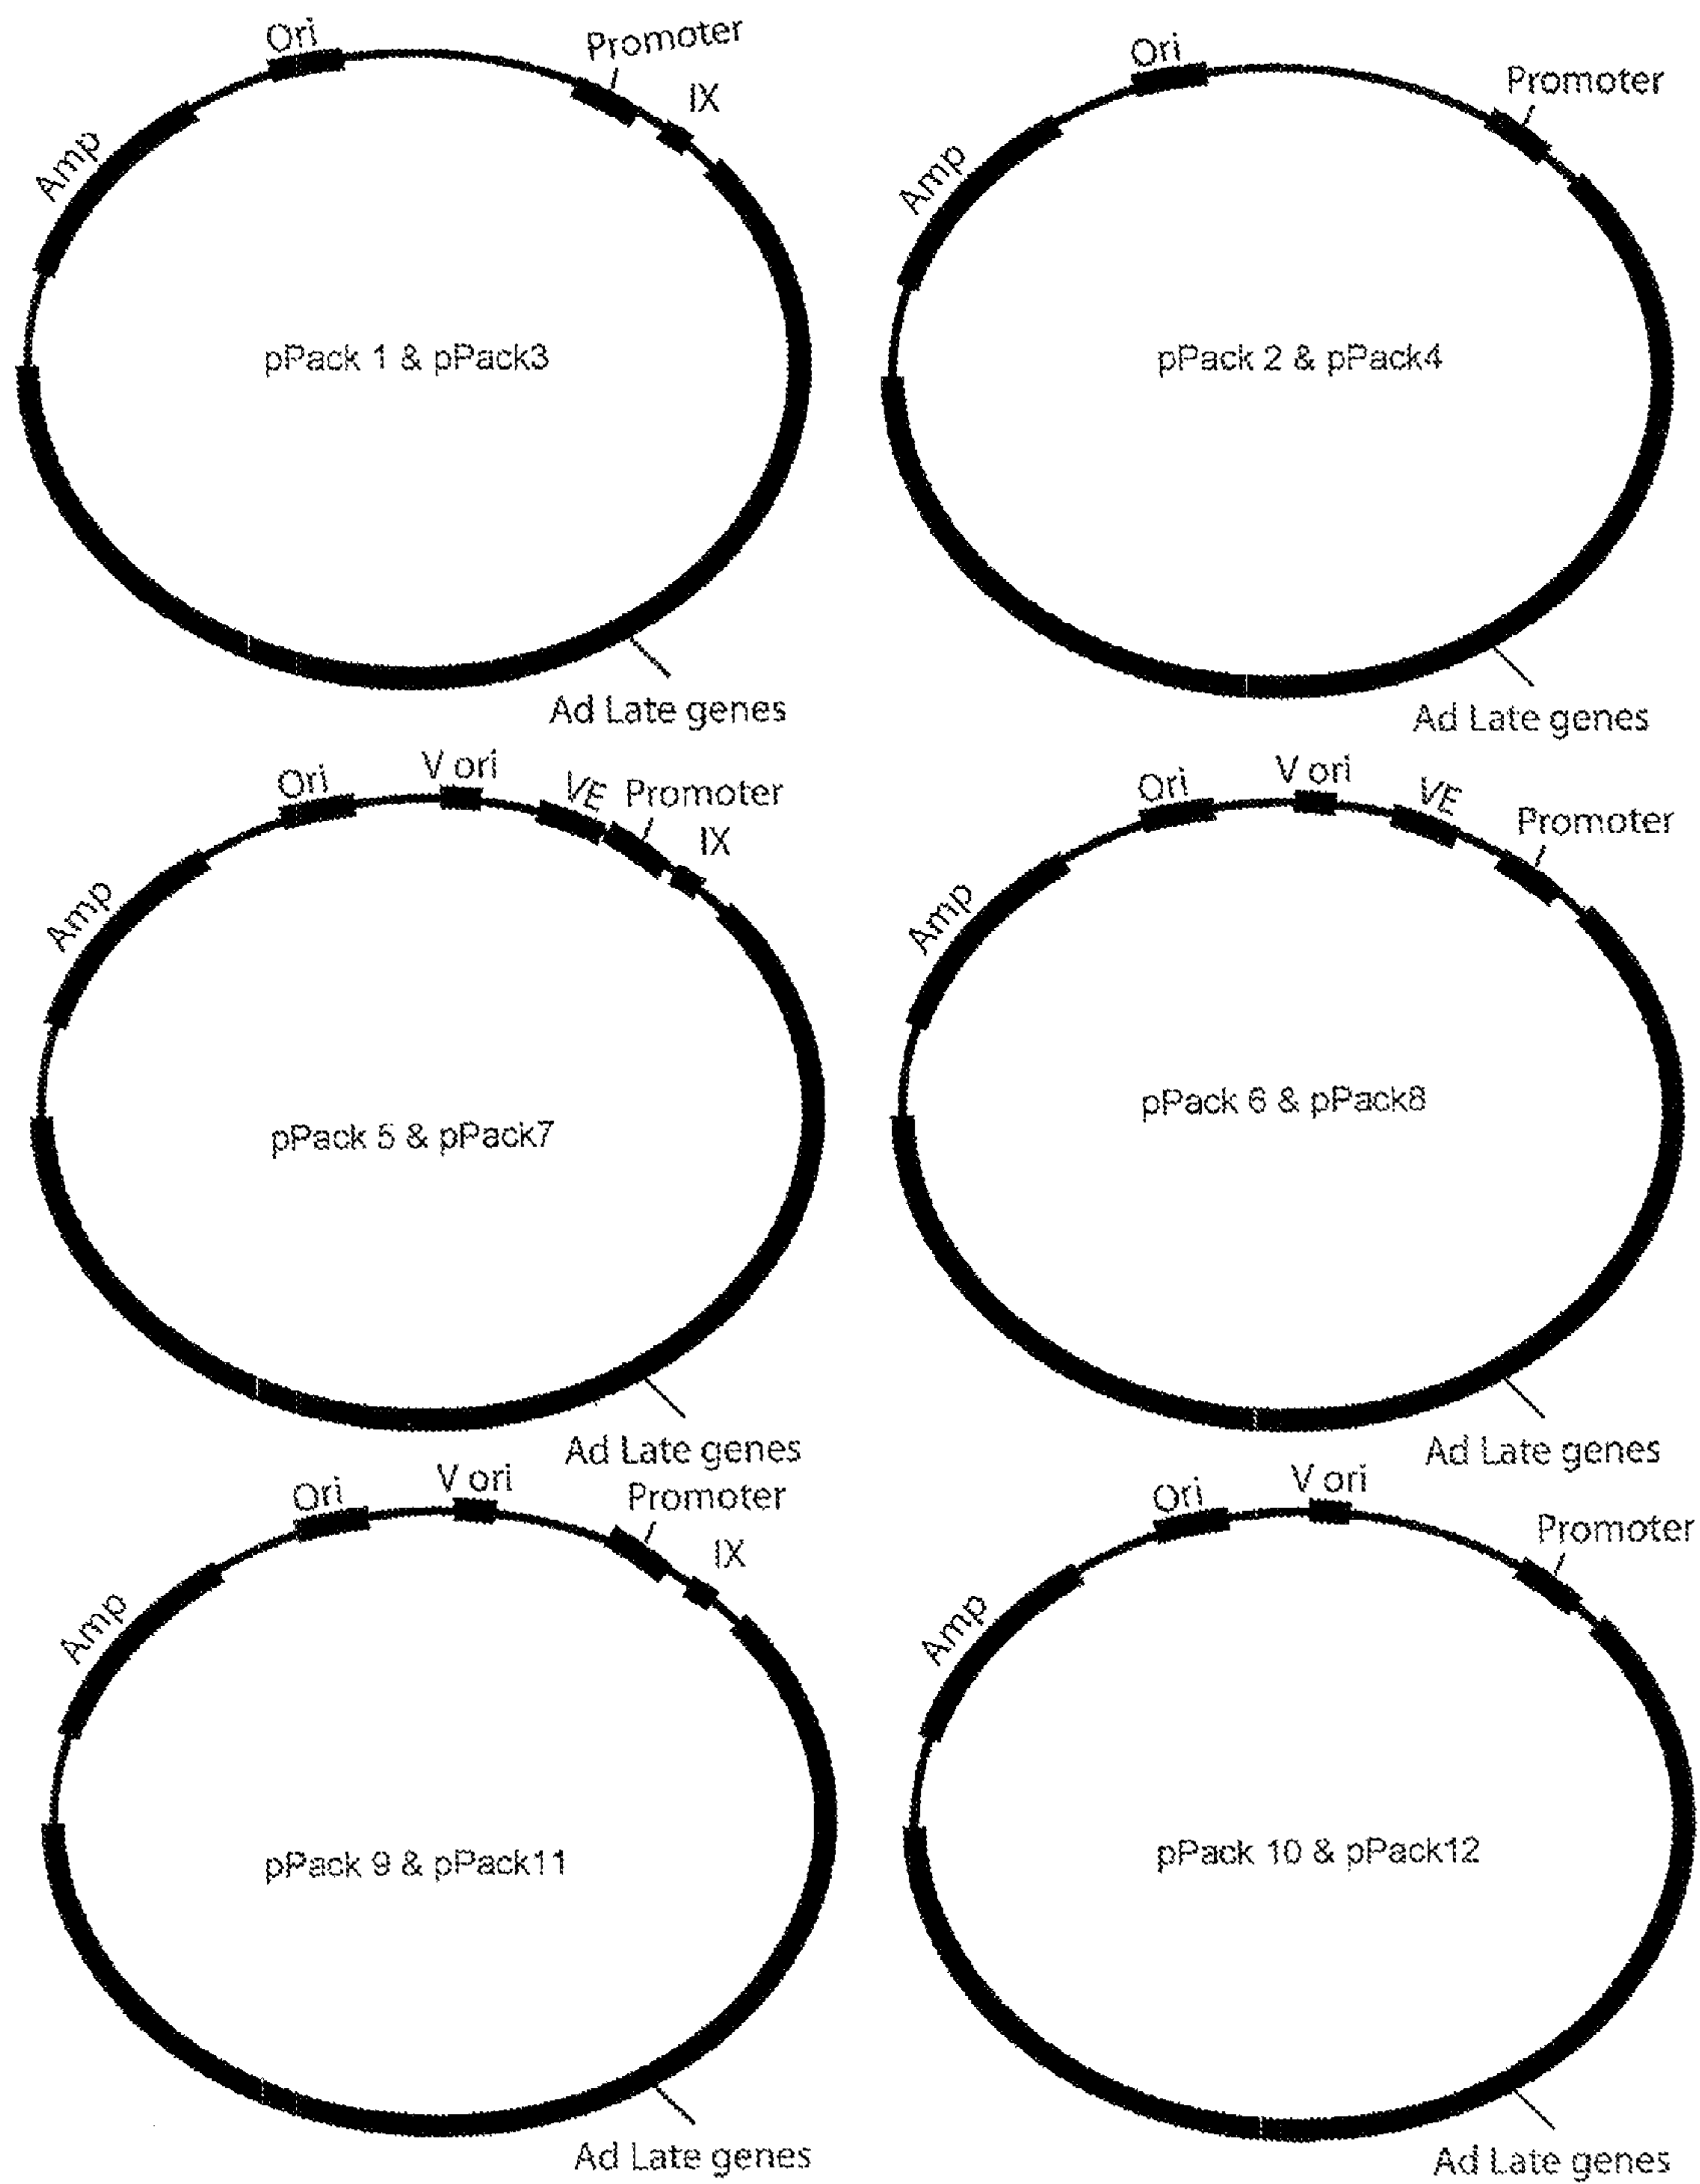 Ori
Promoter
IX
Amp
pPack 1 & pPack3
Ad Late genes
Ori
Promoter
Amp
pPack 2 & pPack4
Ad Late genes
Ori
V ori
VE
Promoter
IX
Amp
pPack 5 & pPack7
Ad Late genes
Ori
V ori
VE
Promoter
Amp
pPack 6 & pPack8
Ad Late genes
Ori
V ori
Promoter
IX
Amp
pPack 9 & pPack11
Ad Late genes
Ori
V ori
Promoter
Amp
pPack 10 & pPack12
Ad Late genes